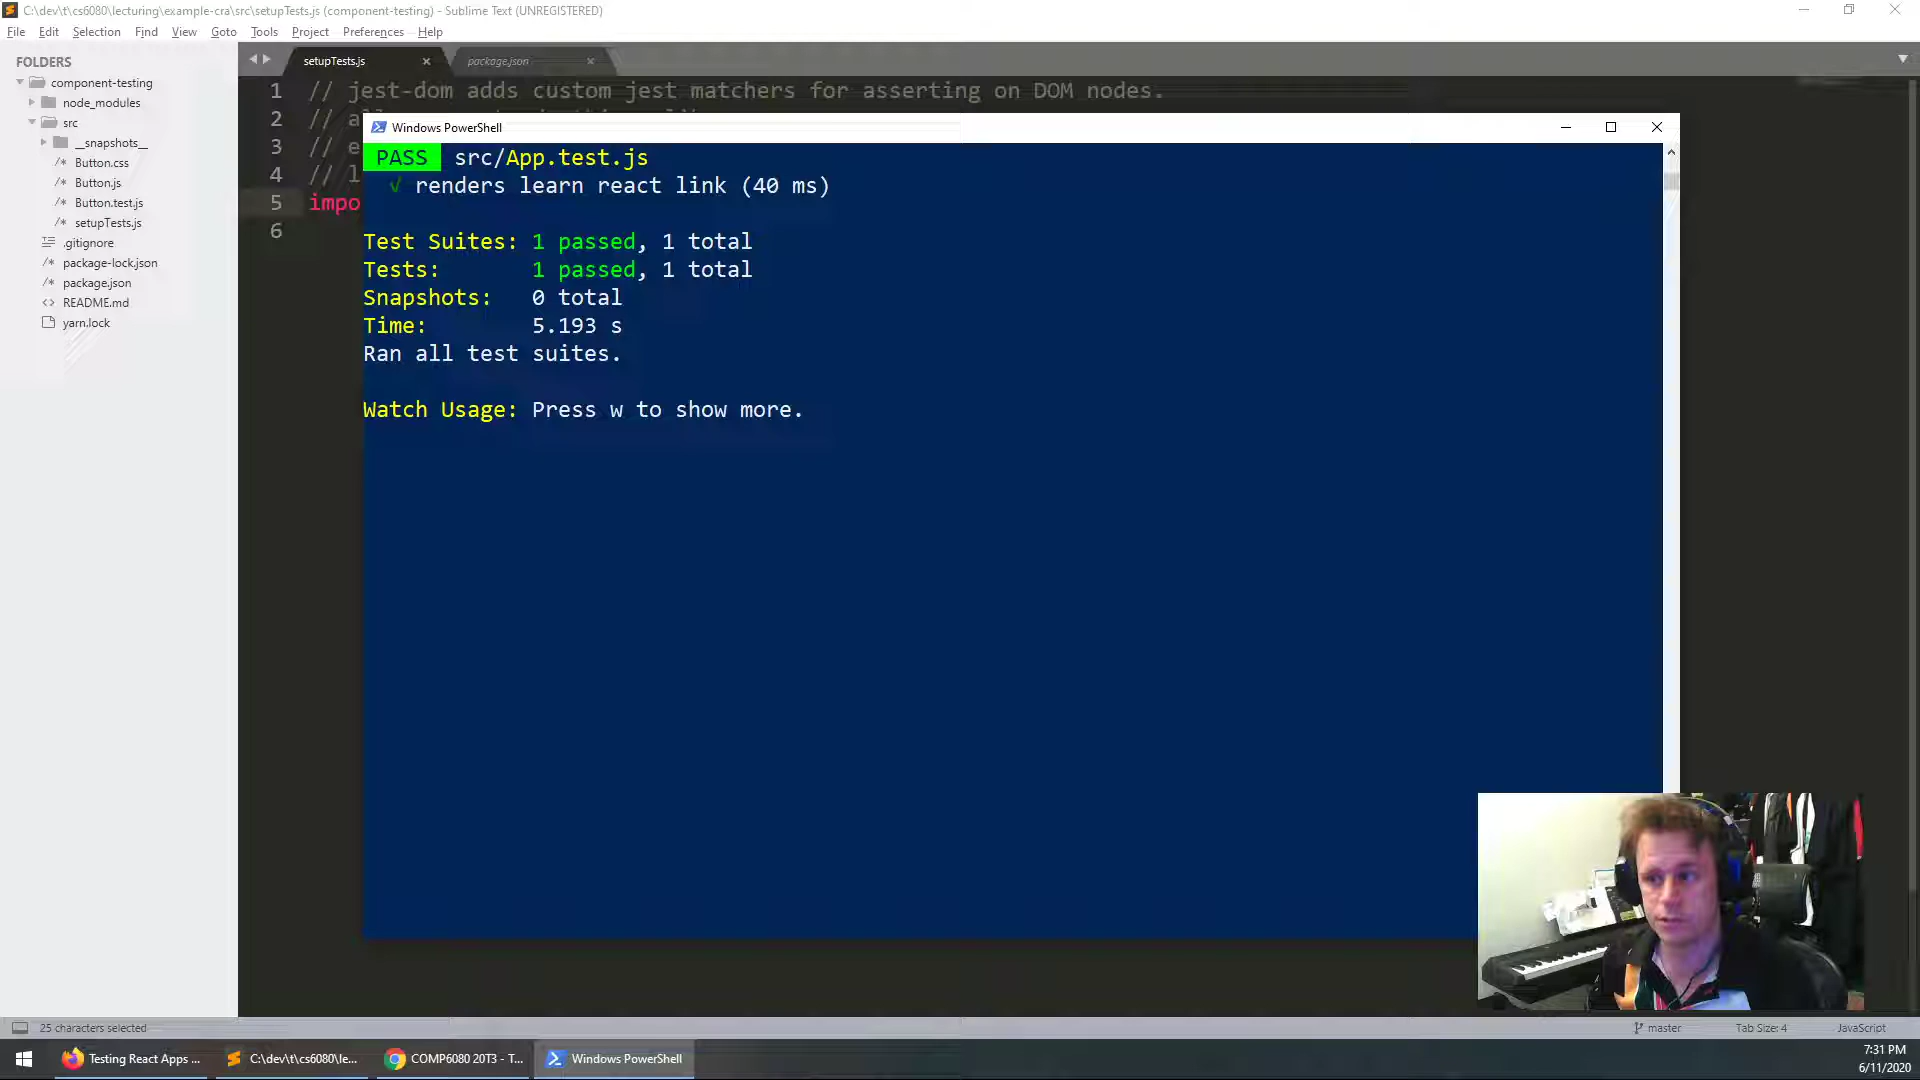 C:\dev\t\cs6080\lecturing\example-cra\src\setupTests.js (component-testing) - Sublime Text (UNREGISTERED)
File Edit Selection Find View Goto Tools Project Preferences Help
FOLDERS
component-testing
node_modules
src
__snapshots__
Button.css
Button.js
Button.test.js
setupTests.js
.gitignore
package-lock.json
package.json
README.md
yarn.lock
setupTests.js
package.json
1 // jest-dom adds custom jest matchers for asserting on DOM nodes.
2 // a
3 // e
4 // l
5 impo
6
Windows PowerShell
PASS src/App.test.js
√ renders learn react link (40 ms)
Test Suites: 1 passed, 1 total
Tests: 1 passed, 1 total
Snapshots: 0 total
Time: 5.193 s
Ran all test suites.
Watch Usage: Press w to show more.
25 characters selected
master
Tab Size: 4
JavaScript
Testing React Apps ...
C:\dev\t\cs6080\le...
COMP6080 20T3 - T...
Windows PowerShell
7:31 PM
6/11/2020